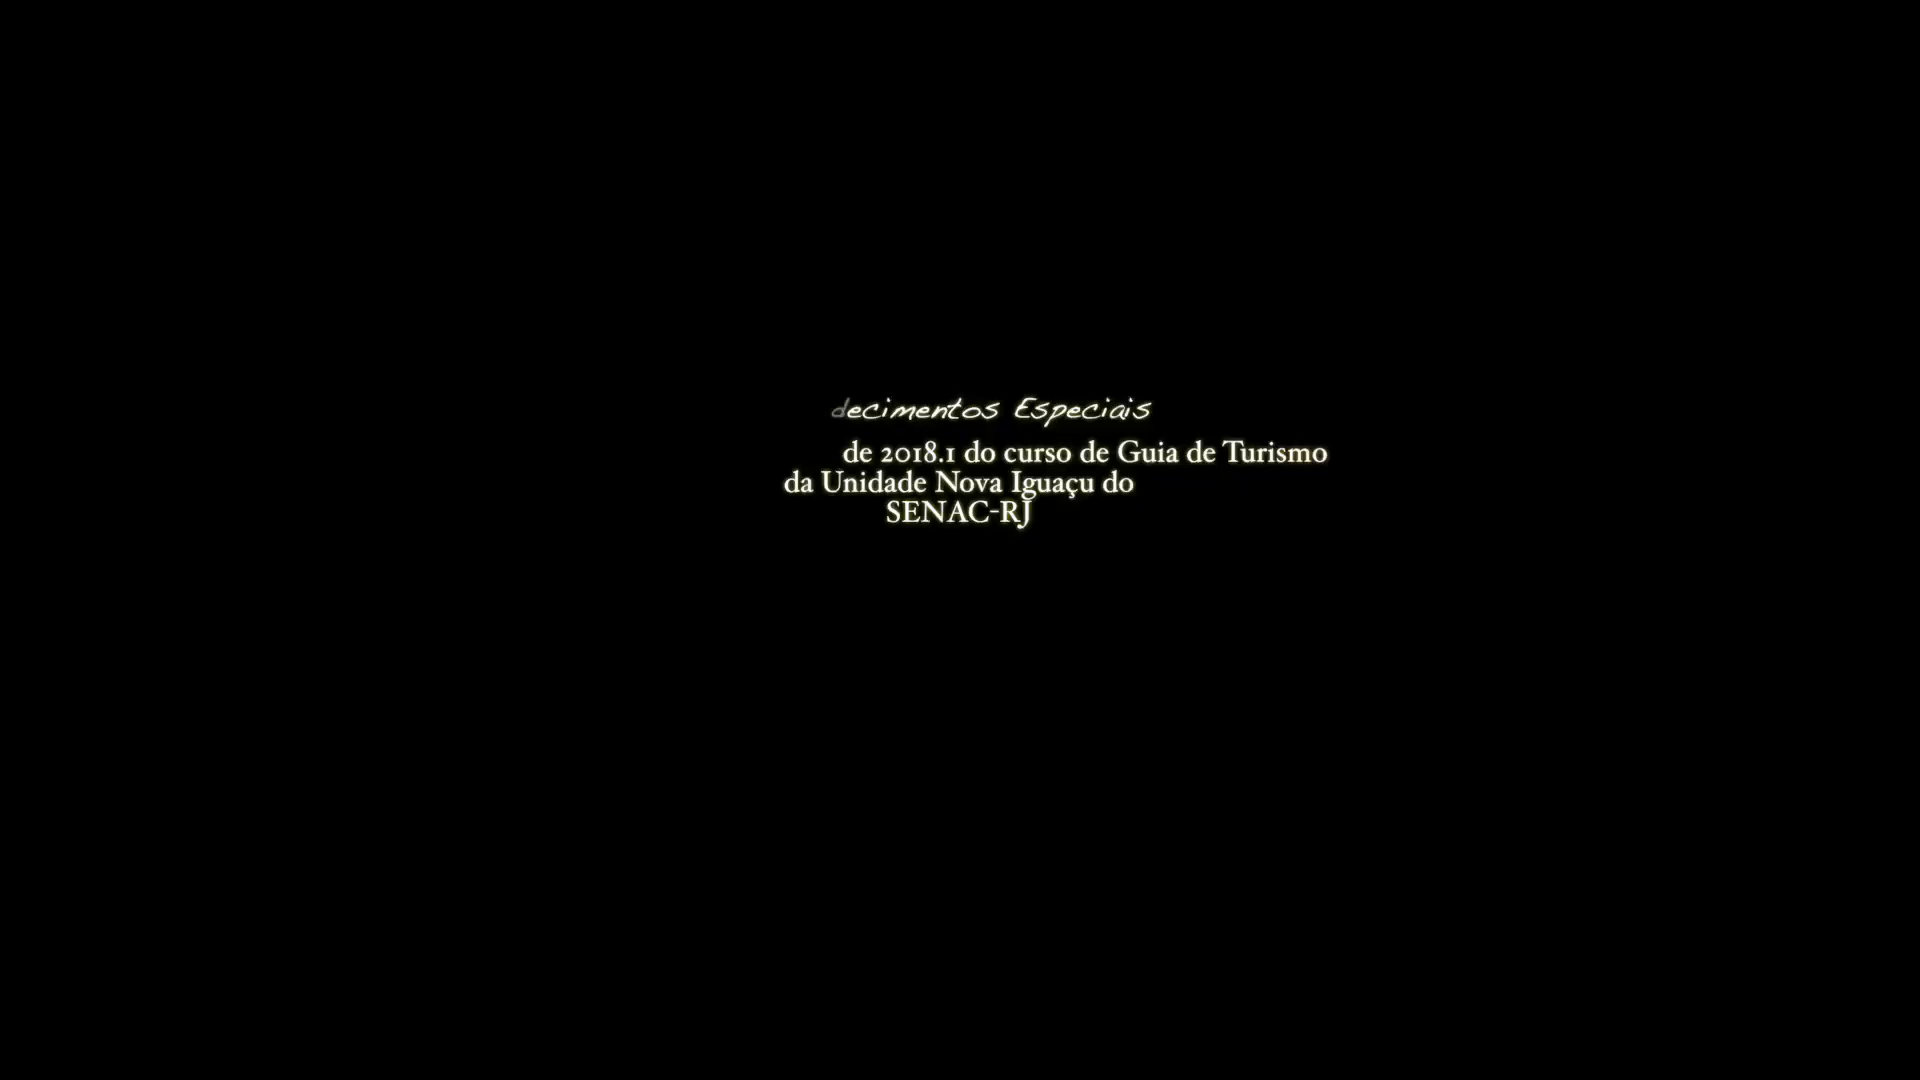 decimentos Especiais
de 2018.1 do curso de Guia de Turismo
da Unidade Nova Iguaçu do
SENAC-RJ